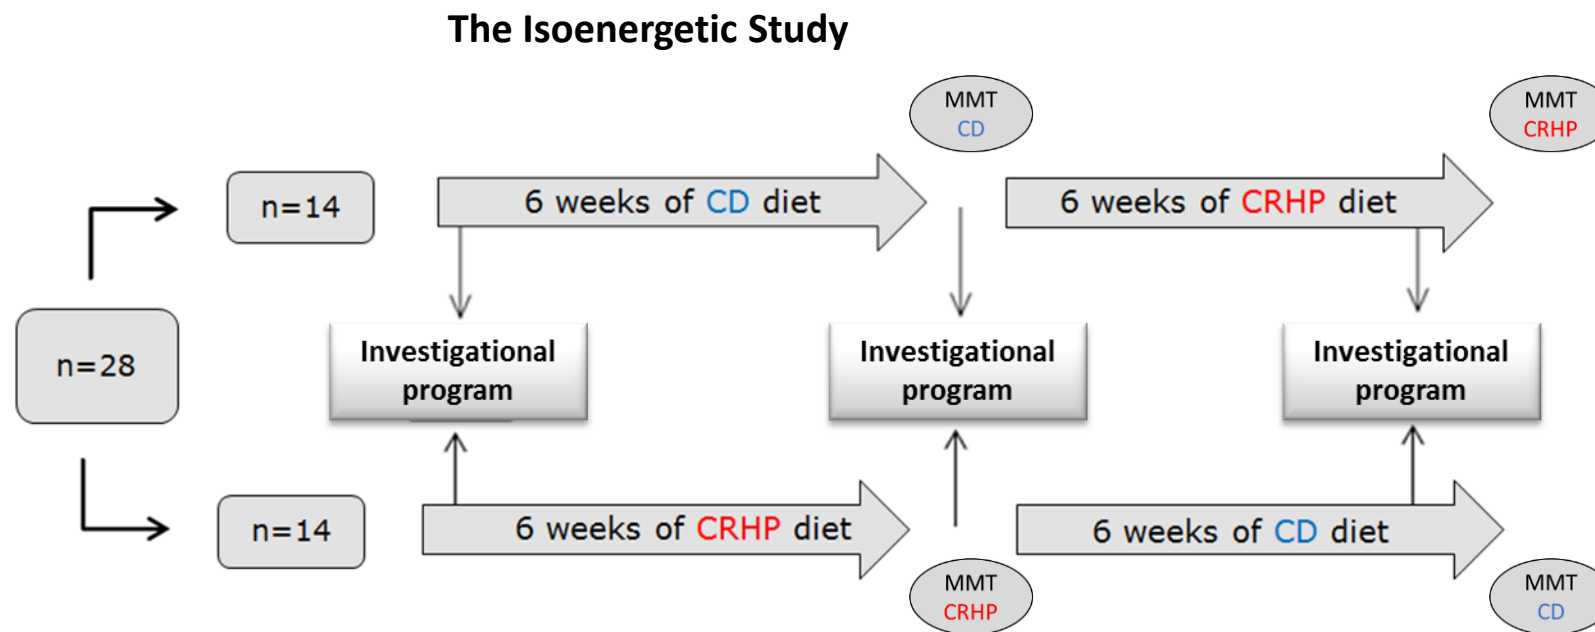 The Isoenergetic Study
MMT
CD
MMT
CRHP
n=14
6 weeks of CD diet
6 weeks of CRHP diet
n=28
Investigational
program
Investigational
program
Investigational
program
n=14
6 weeks of CRHP diet
6 weeks of CD diet
MMT
CRHP
MMT
CD